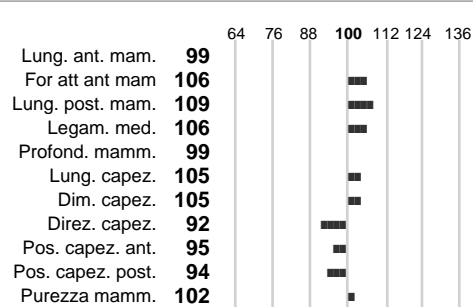 64 76 88 100 112 124 136
Lung. ant. mam. 99
For att ant mam 106
Lung. post. mam. 109
Legam. med. 106
Profond. mamm. 99
Lung. capez. 105
Dim. capez. 105
Direz. capez. 92
Pos. capez. ant. 95
Pos. capez. post. 94
Purezza mamm. 102